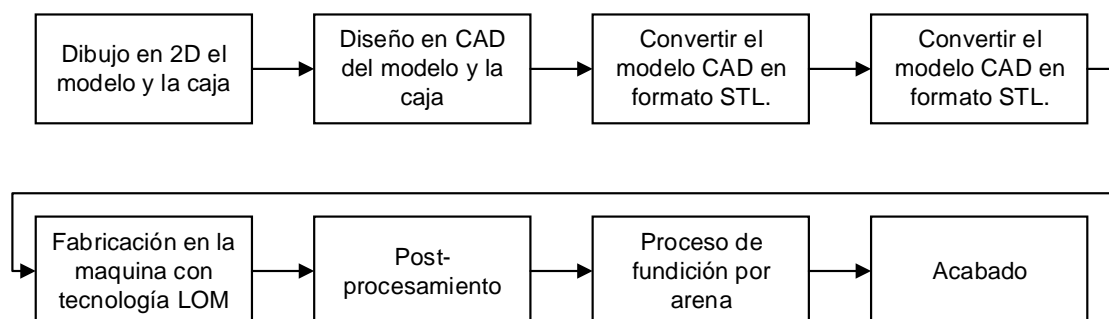 Dibujo en 2D el
modelo y la caja
Diseño en CAD
del modelo y la
caja
Convertir el
modelo CAD en
formato STL.
Convertir el
modelo CAD en
formato STL.
Fabricación en la
maquina con
tecnología LOM
Post-
procesamiento
Proceso de
fundición por
arena
Acabado